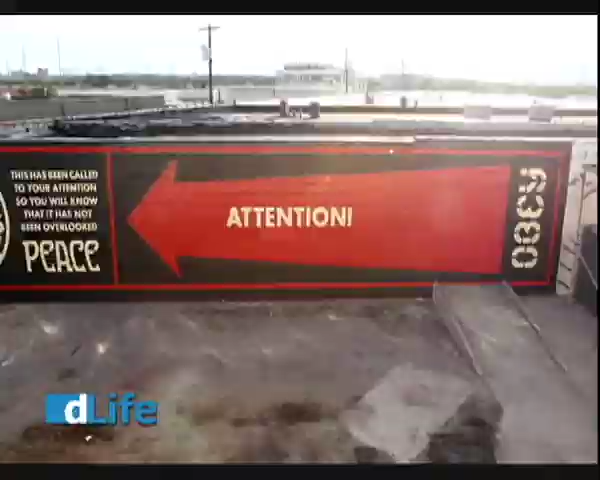 THIS HAS BEEN CALLED
TO YOUR ATTENTION
SO YOU WILL KNOW
THAT IT HAS NOT
BEEN OVERLOOKED
PEACE
ATTENTION!
OBEY
dLife